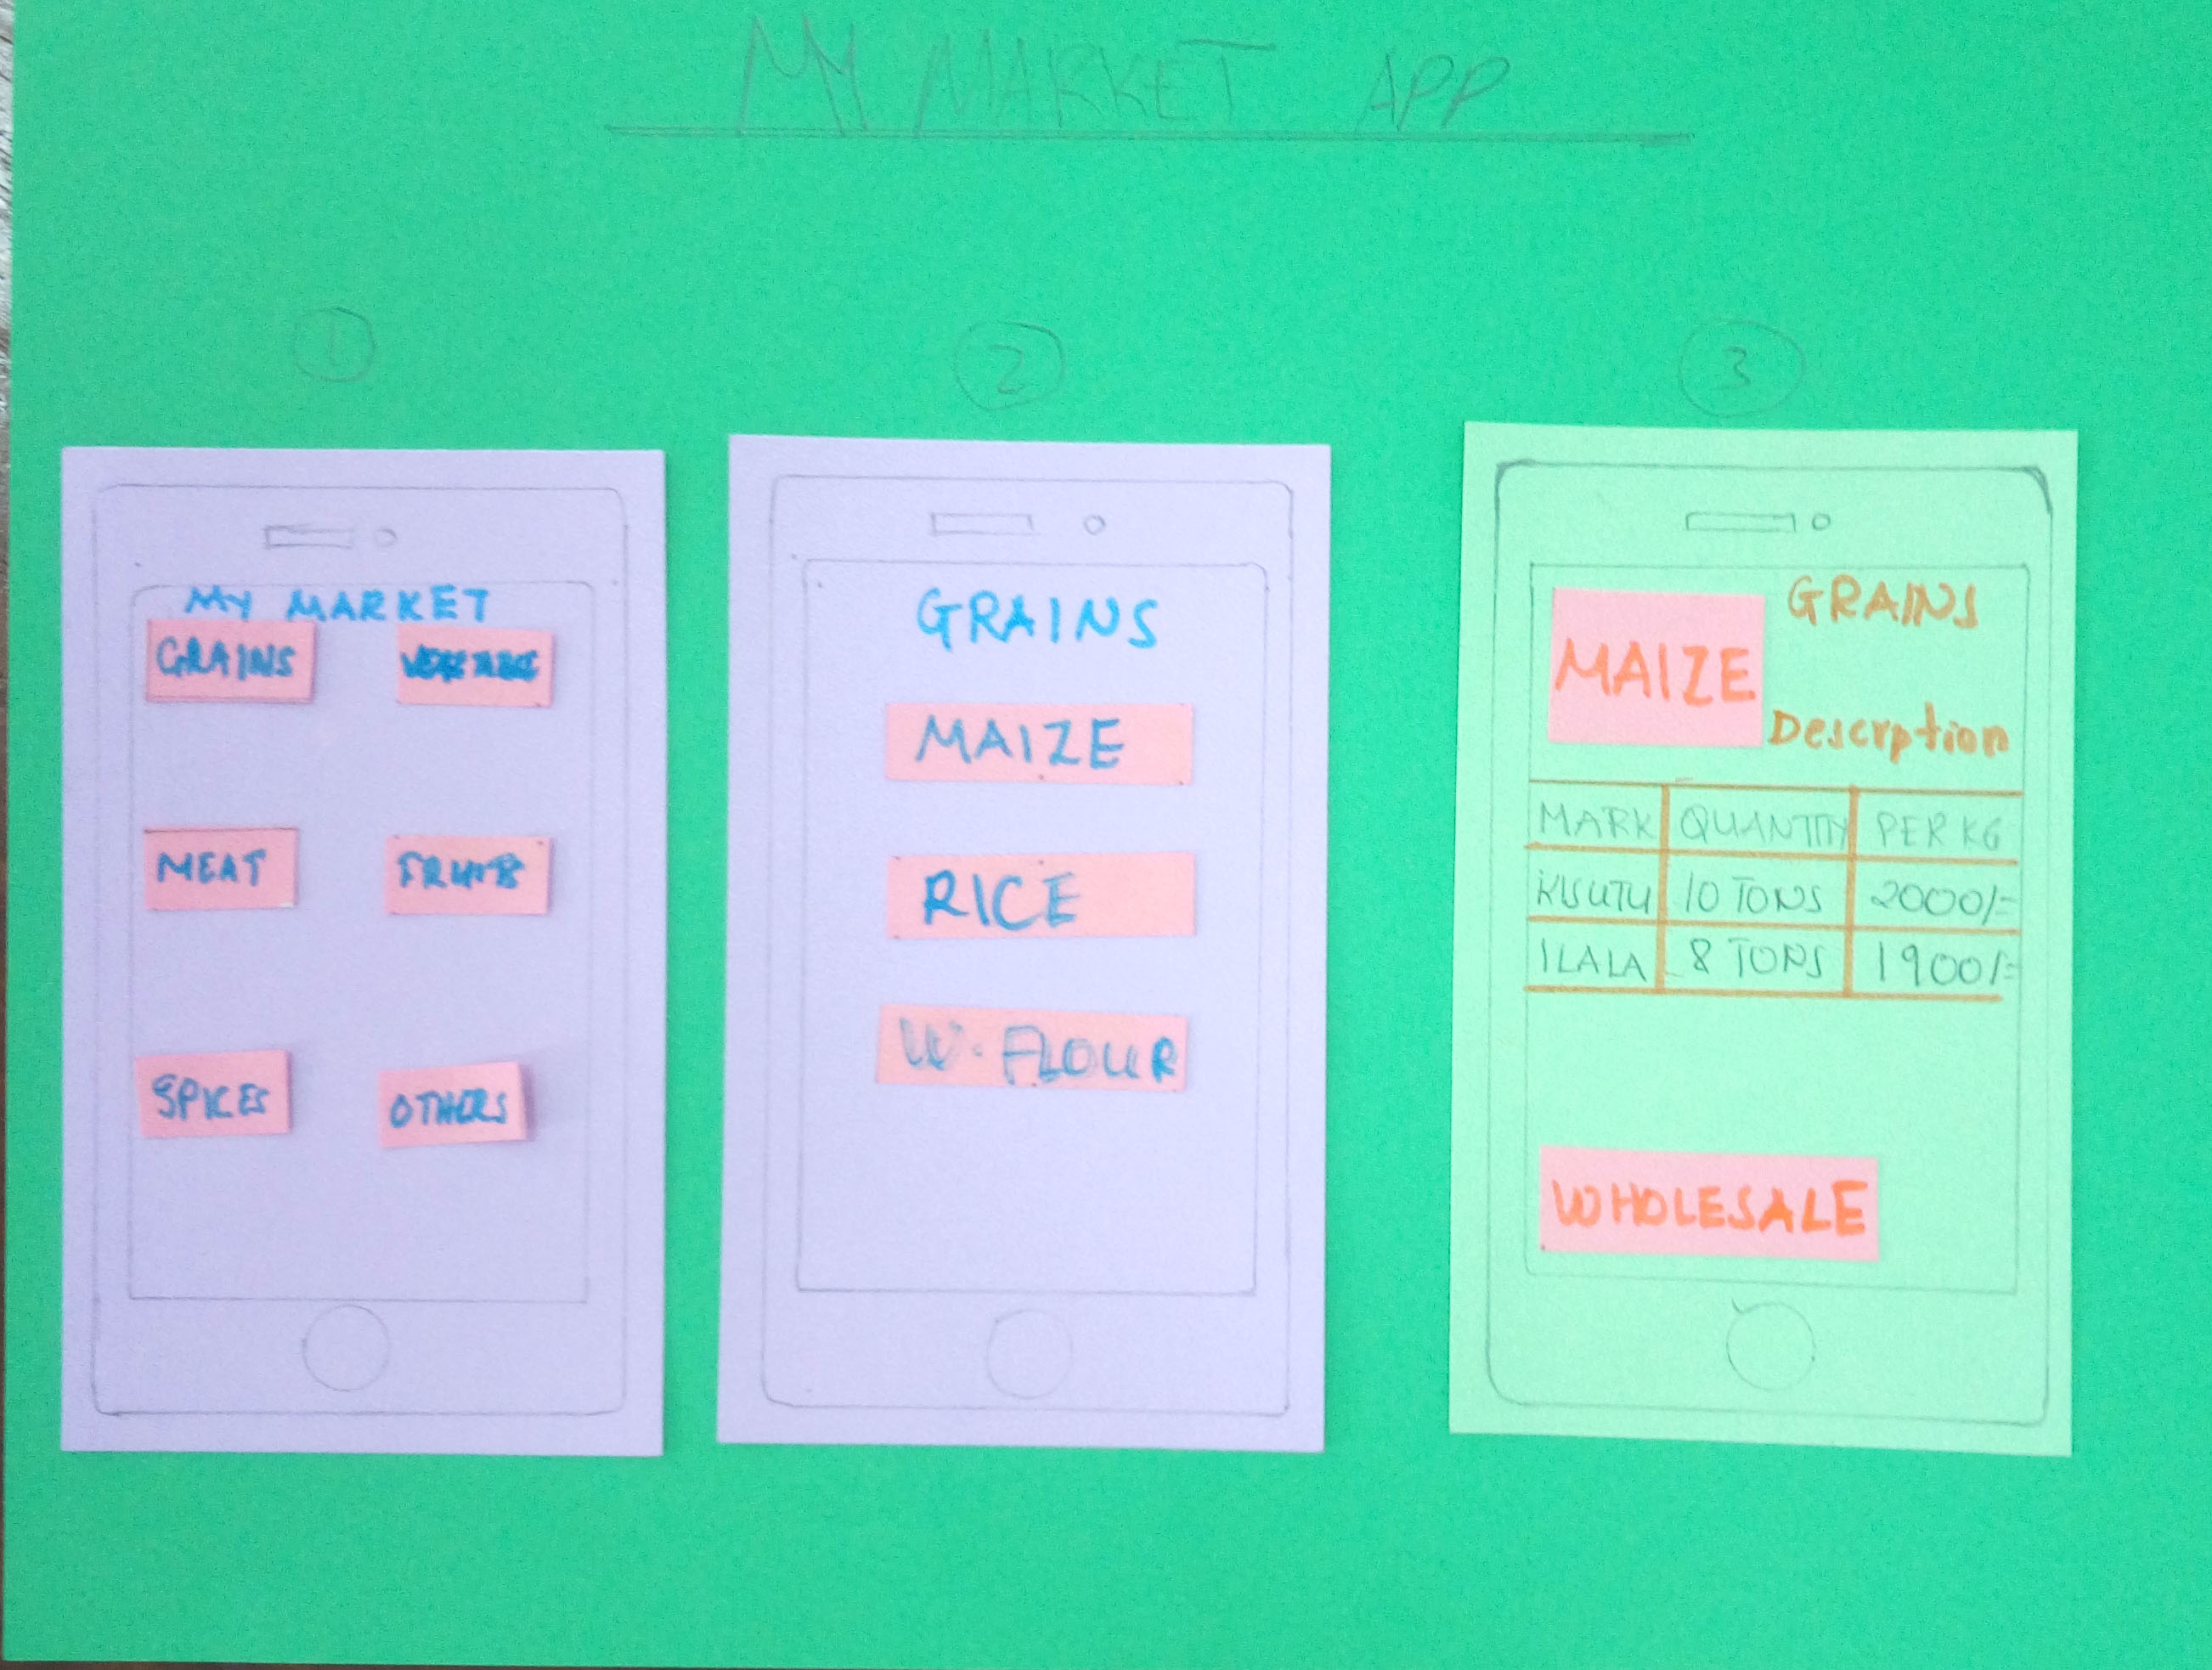 MY MARKET APP
1
2
3
MY MARKET
GRAINS
VEGETABLE
MEAT
FRUITS
SPICES
OTHERS
GRAINS
MAIZE
RICE
W. FLOUR
MAIZE
GRAINS
Descrption
MARK QUANTITY PER KG
KISUTU 10 TONS 2000/=
ILALA 8 TONS 1900/=
WHOLESALE